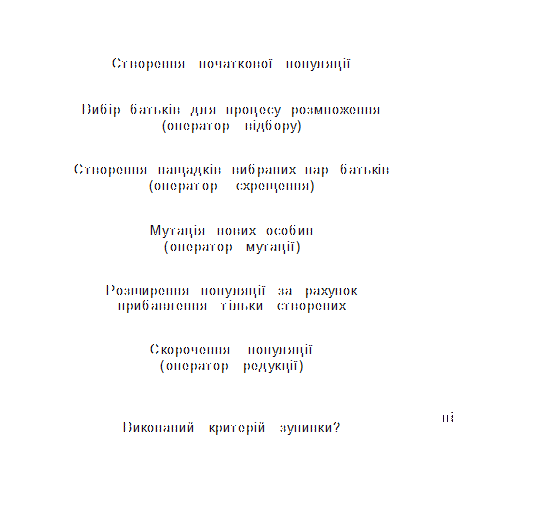 Створення початкової популяції
Вибір батьків для процесу розмноження
(оператор відбору)
Створення нащадків вибраних пар батьків
(оператор схрещення)
Мутація нових особин
(оператор мутації)
Розширення популяції за рахунок
прибавлення тільки створених
Скорочення популяції
(оператор редукції)
ні
Виконаний критерій зупинки?